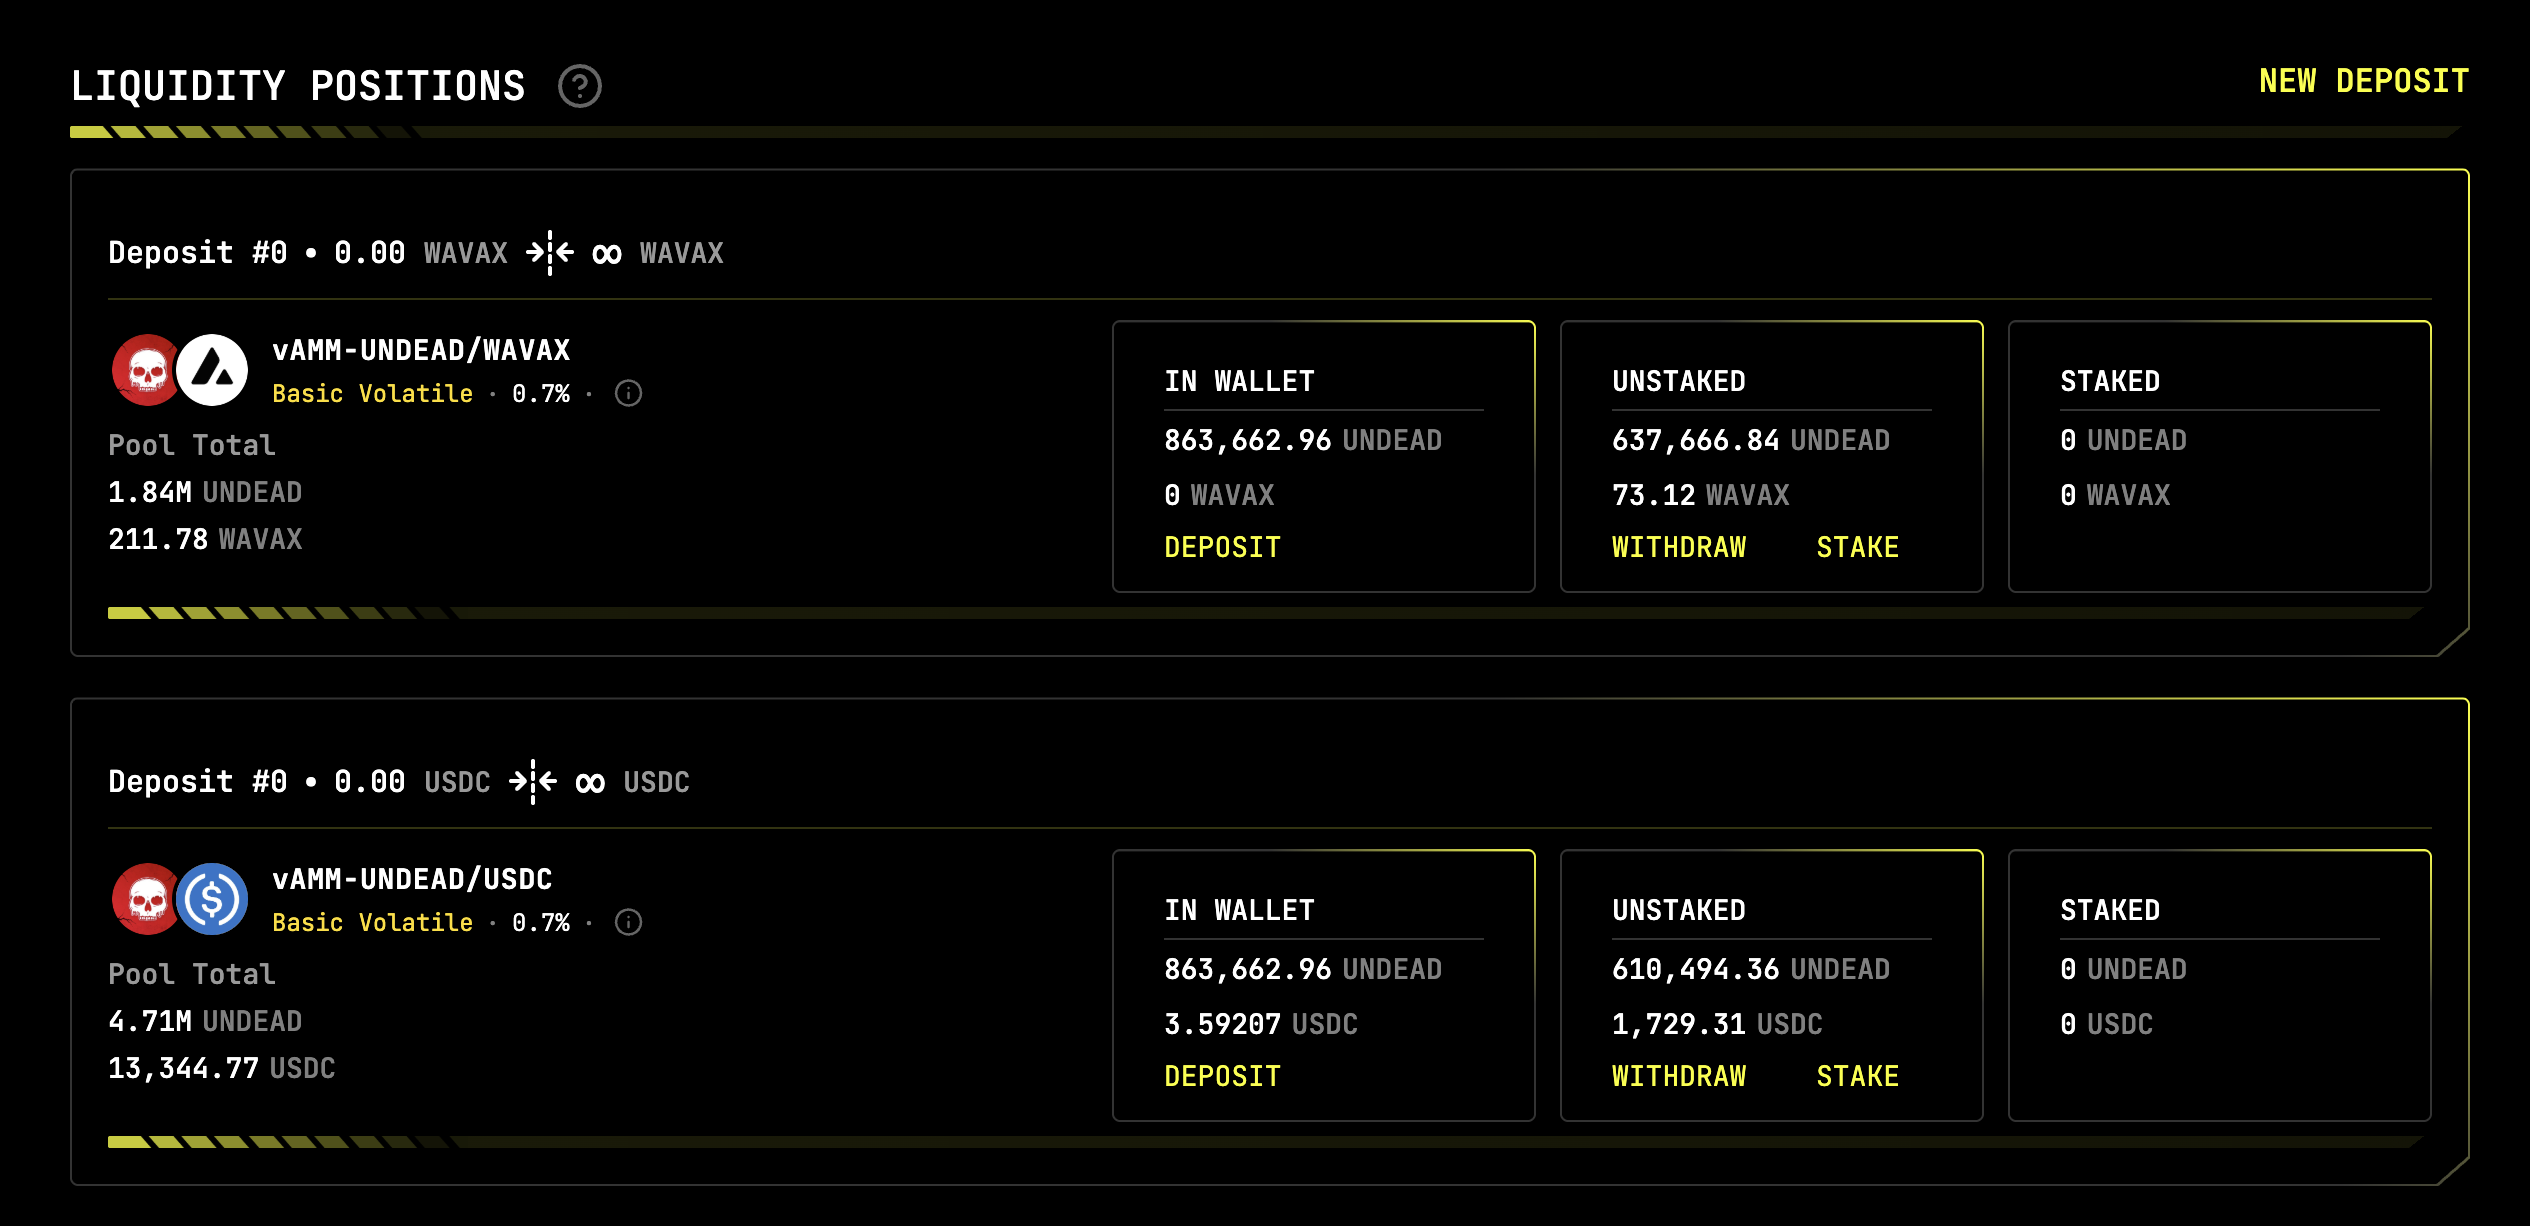 LIQUIDITY POSITIONS ?
NEW DEPOSIT
Deposit #0 • 0.00 WAVAX ∞ WAVAX
vAMM-UNDEAD/WAVAX
Basic Volatile · 0.7% ·
Pool Total
1.84M UNDEAD
211.78 WAVAX
IN WALLET
863,662.96 UNDEAD
0 WAVAX
DEPOSIT
UNSTAKED
637,666.84 UNDEAD
73.12 WAVAX
WITHDRAW STAKE
STAKED
0 UNDEAD
0 WAVAX
Deposit #0 • 0.00 USDC ∞ USDC
vAMM-UNDEAD/USDC
Basic Volatile · 0.7% ·
Pool Total
4.71M UNDEAD
13,344.77 USDC
IN WALLET
863,662.96 UNDEAD
3.59207 USDC
DEPOSIT
UNSTAKED
610,494.36 UNDEAD
1,729.31 USDC
WITHDRAW STAKE
STAKED
0 UNDEAD
0 USDC